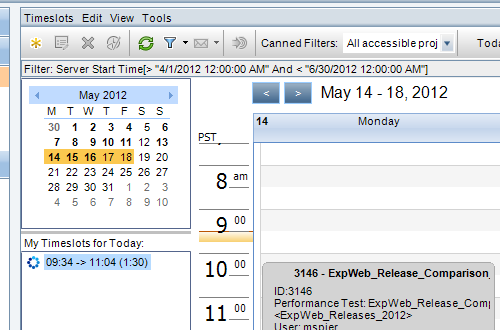 Timeslots Edit View Tools
Canned Filters: All accessible proj Toda
Filter: Server Start Time[> "4/1/2012 12:00:00 AM" And < "6/30/2012 12:00:00 AM"]
May 2012
M T W T F S S
30 1 2 3 4 5 6
7 8 9 10 11 12 13
14 15 16 17 18 19 20
21 22 23 24 25 26 27
28 29 30 31 1 2 3
4 5 6 7 8 9 10
My Timeslots for Today:
09:34 -> 11:04 (1:30)
< > May 14 - 18, 2012
14 Monday
PST
8 am
9 00
10 00
11 00
3146 - ExpWeb_Release_Comparison_
ID:3146
Performance Test: ExpWeb_Release_Comp
<ExpWeb_Releases_2012>
User: mspier